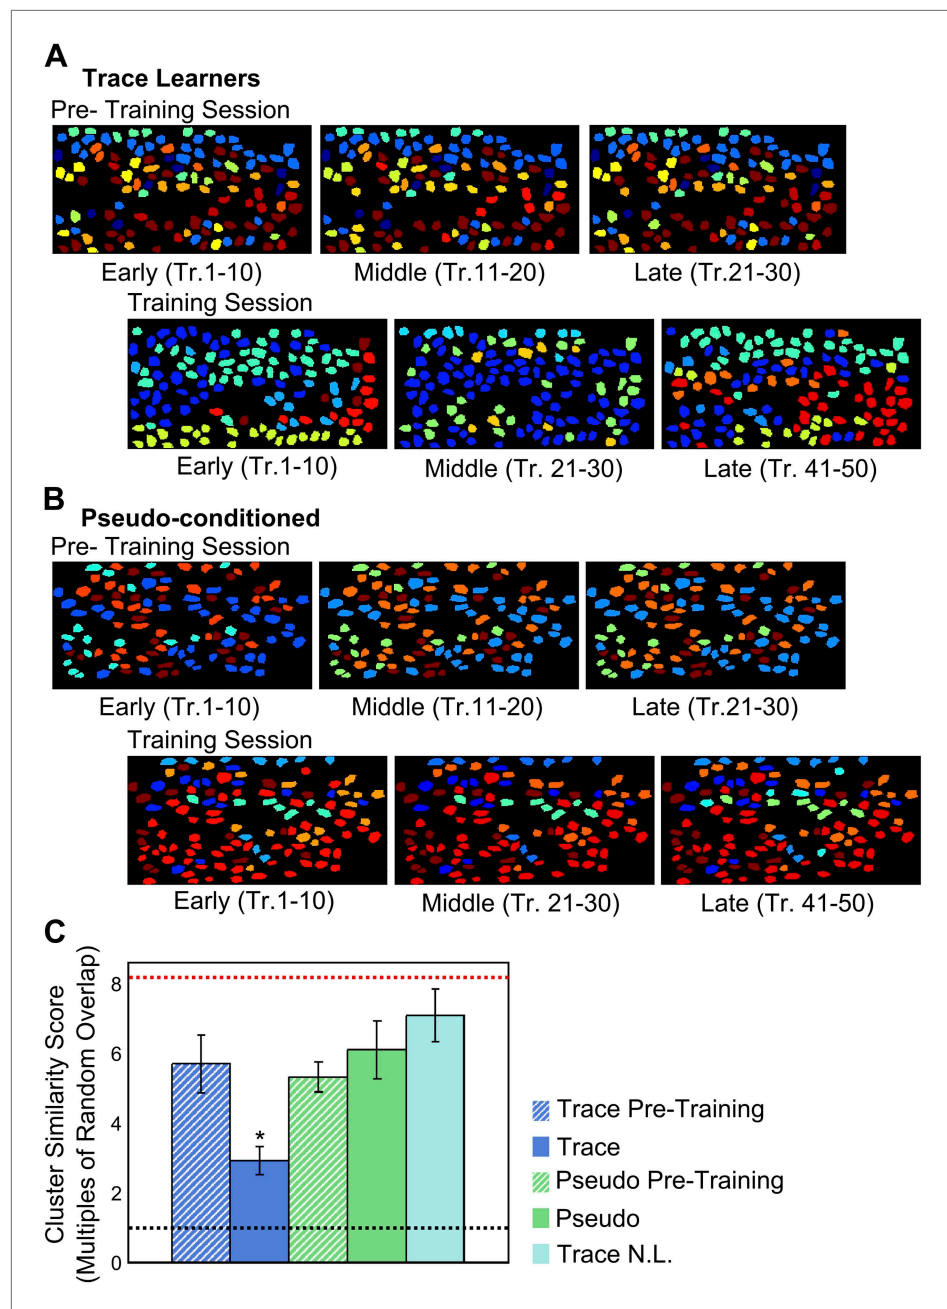 A
Trace Learners
Pre- Training Session
Early (Tr.1-10)
Middle (Tr.11-20)
Late (Tr.21-30)
Training Session
Early (Tr.1-10)
Middle (Tr. 21-30)
Late (Tr. 41-50)
B
Pseudo-conditioned
Pre- Training Session
Early (Tr.1-10)
Middle (Tr.11-20)
Late (Tr.21-30)
Training Session
Early (Tr.1-10)
Middle (Tr. 21-30)
Late (Tr. 41-50)
C
Cluster Similarity Score
(Multiples of Random Overlap)
8
6
4
2
0
*
Trace Pre-Training
Trace
Pseudo Pre-Training
Pseudo
Trace N.L.